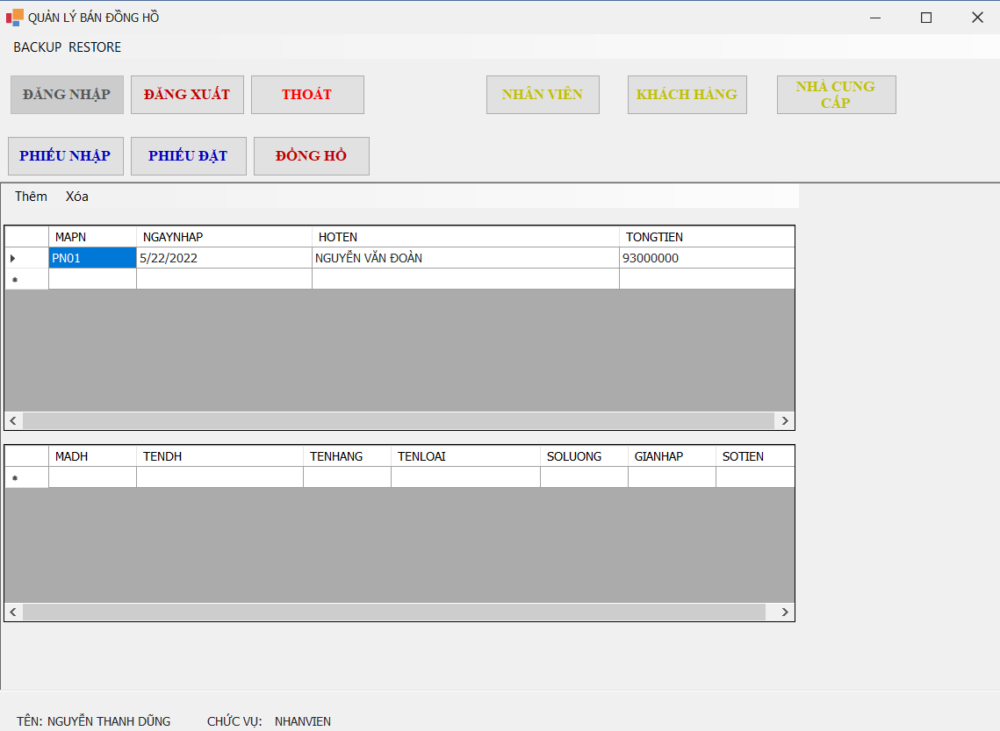 QUẢN LÝ BÁN ĐỒNG HỒ
BACKUP RESTORE
ĐĂNG NHẬP ĐĂNG XUẤT THOÁT NHÂN VIÊN KHÁCH HÀNG NHÀ CUNG
CẤP
PHIẾU NHẬP PHIẾU ĐẶT ĐỒNG HỒ
Thêm Xóa
MAPN NGAYNHAP HOTEN TONGTIEN
PN01 5/22/2022 NGUYỄN VĂN ĐOÀN 93000000
MADH TENDH TENHANG TENLOAI SOLUONG GIANHAP SOTIEN
TÊN: NGUYỄN THANH DŨNG CHỨC VỤ: NHANVIEN